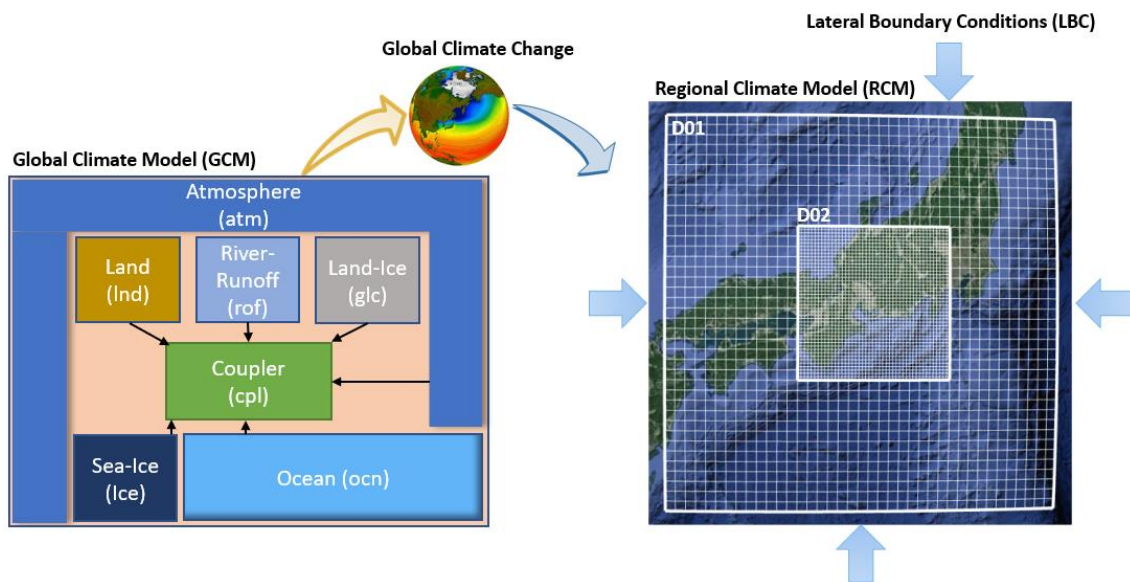 Lateral Boundary Conditions (LBC)
Global Climate Change
Regional Climate Model (RCM)
D01
D02
Global Climate Model (GCM)
Atmosphere
(atm)
Land
(lnd)
River-
Runoff
(rof)
Land-Ice
(glc)
Coupler
(cpl)
Sea-Ice
(Ice)
Ocean (ocn)